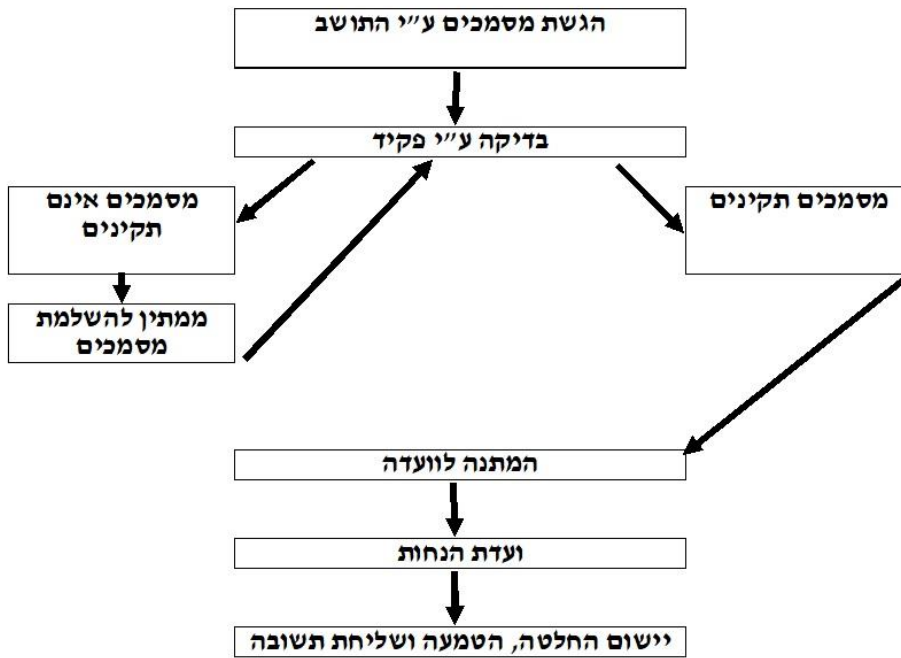 הגשת מסמכים ע״י התושב
בדיקה ע״י פקיד
מסמכים תקינים
מסמכים אינם
תקינים
ממתין להשלמת
מסמכים
המתנה לוועדה
ועדת הנחות
יישום החלטה, הטמעה ושליחת תשובה